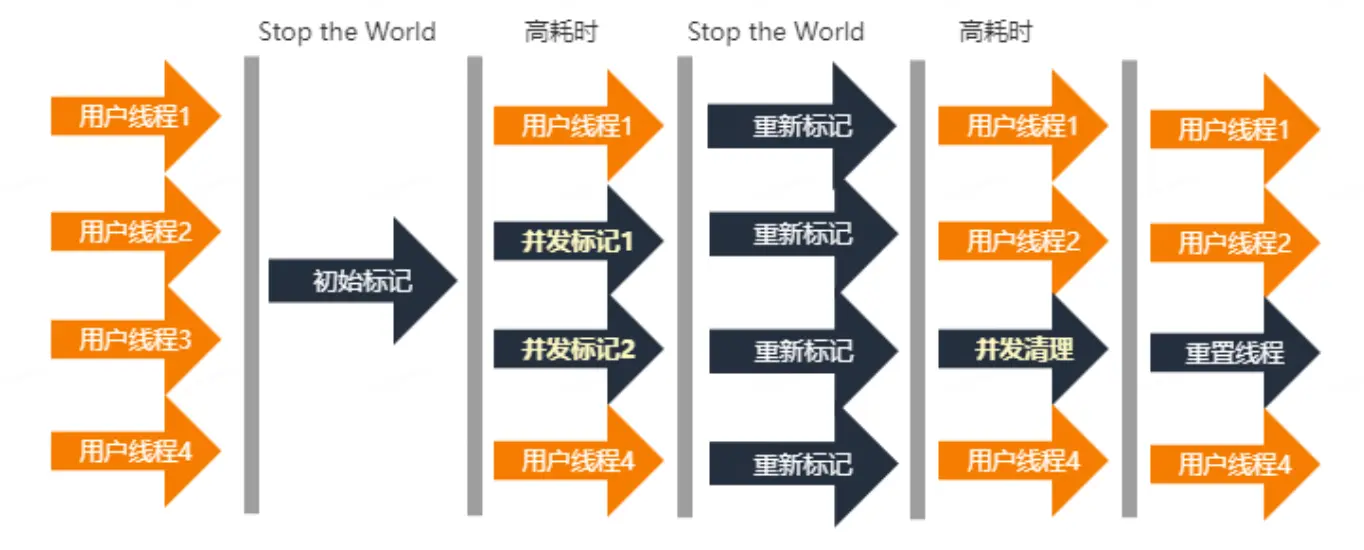 Stop the World
高耗时
Stop the World
高耗时
用户线程1
用户线程2
用户线程3
用户线程4
初始标记
用户线程1
并发标记1
并发标记2
用户线程4
重新标记
重新标记
重新标记
重新标记
用户线程1
用户线程2
并发清理
用户线程4
用户线程1
用户线程2
重置线程
用户线程4